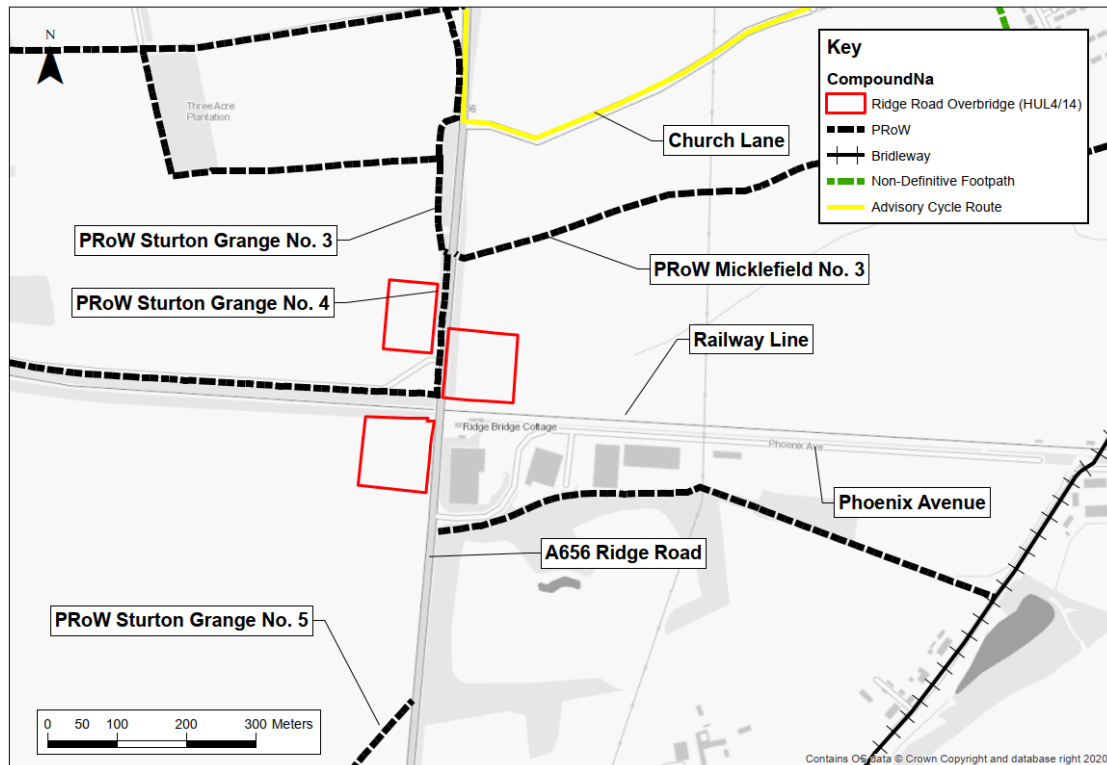 N
Three Acre
Plantation
56
Church Lane
Key
CompoundNa
Ridge Road Overbridge (HUL4/14)
PRoW
Bridleway
Non-Definitive Footpath
Advisory Cycle Route
PRoW Sturton Grange No. 3
PRoW Micklefield No. 3
PRoW Sturton Grange No. 4
Railway Line
Ridge Bridge Cottage
Phoenix Ave
Phoenix Avenue
A656 Ridge Road
PRoW Sturton Grange No. 5
0 50 100 200 300 Meters
Contains OS data © Crown Copyright and database right 2020